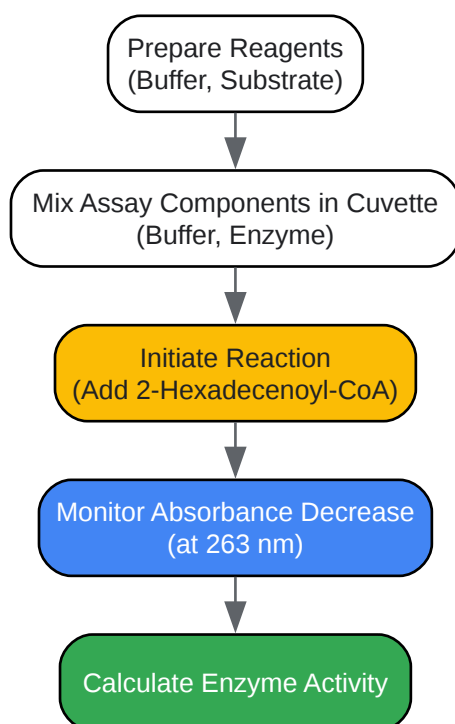 Prepare Reagents
(Buffer, Substrate)
Mix Assay Components in Cuvette
(Buffer, Enzyme)
Initiate Reaction
(Add 2-Hexadecenoyl-CoA)
Monitor Absorbance Decrease
(at 263 nm)
Calculate Enzyme Activity